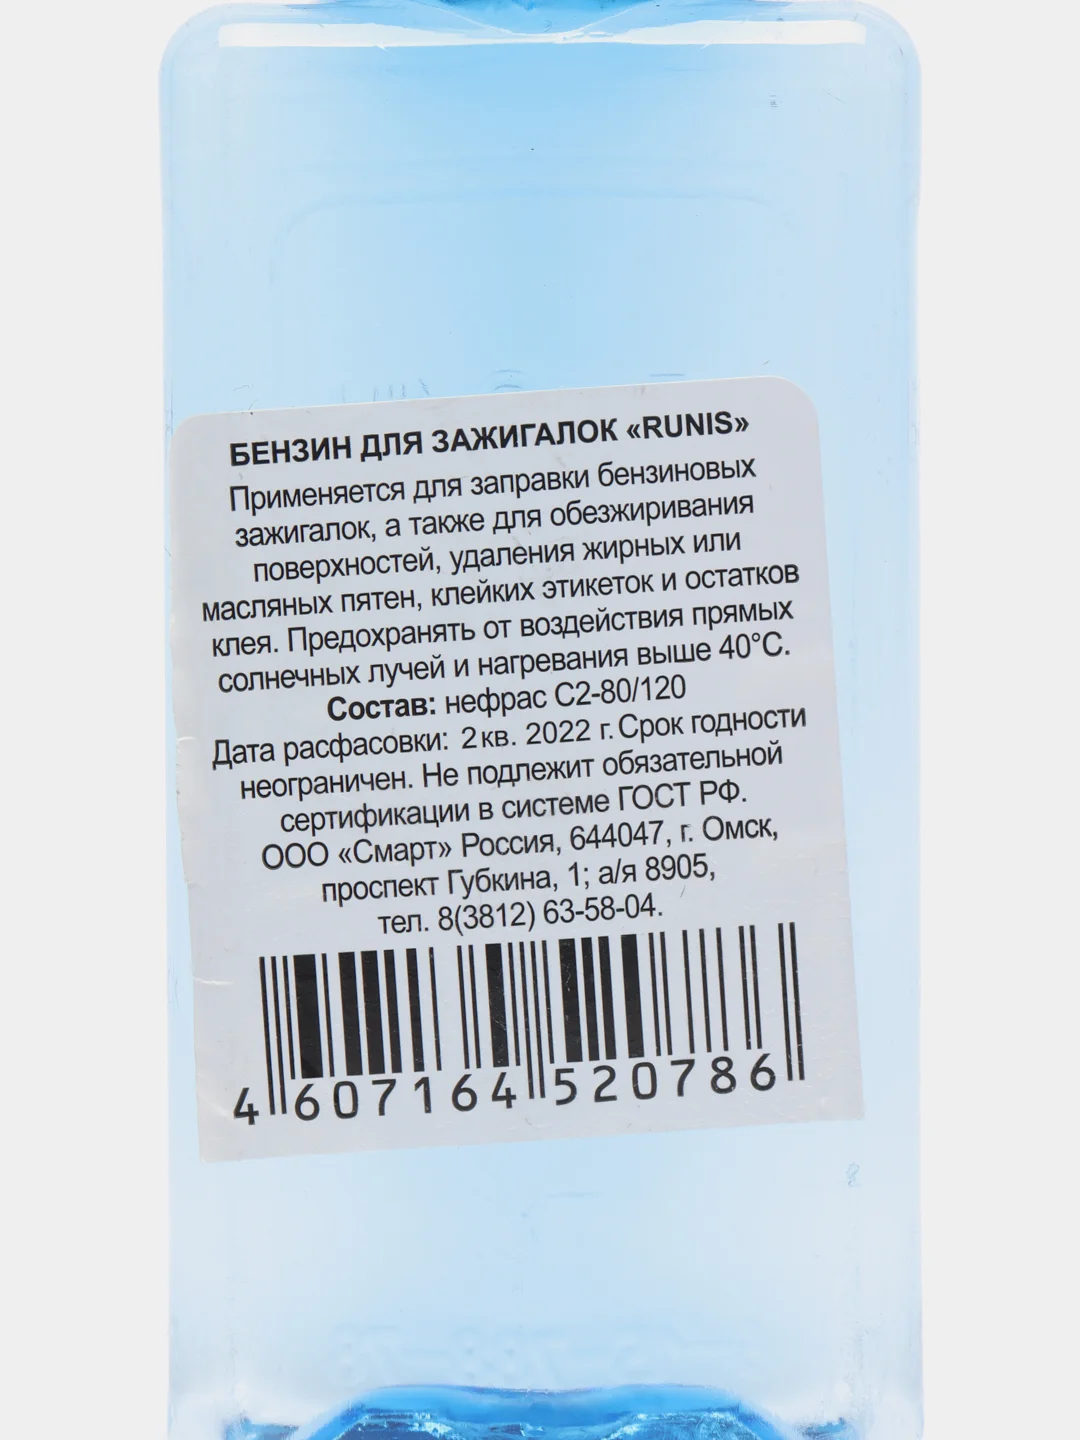 БЕНЗИН ДЛЯ ЗАЖИГАЛОК «RUNIS»
Применяется для заправки бензиновых
зажигалок, а также для обезжиривания
поверхностей, удаления жирных или
масляных пятен, клейких этикеток и остатков
клея. Предохранять от воздействия прямых
солнечных лучей и нагревания выше 40°С.
Состав: нефрас С2-80/120
Дата расфасовки: 2 кв. 2022 г. Срок годности
неограничен. Не подлежит обязательной
сертификации в системе ГОСТ РФ.
ООО «Смарт» Россия, 644047, г. Омск,
проспект Губкина, 1; а/я 8905,
тел. 8(3812) 63-58-04.
4 607164 520786